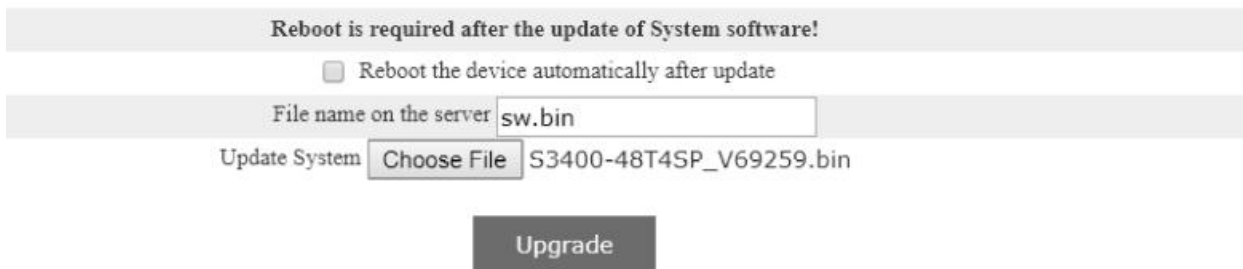 Reboot is required after the update of System software!
Reboot the device automatically after update
File name on the server sw.bin
Update System Choose File S3400-48T4SP_V69259.bin
Upgrade